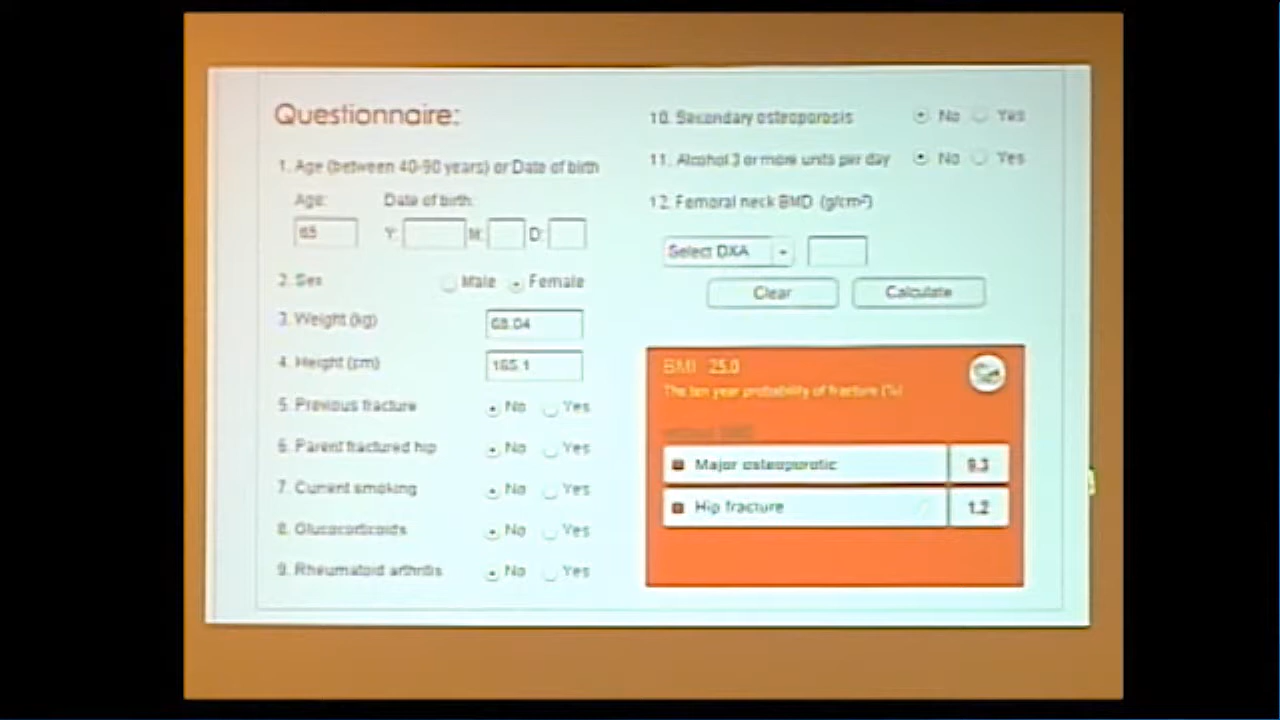 Questionnaire:
1. Age (between 40-90 years) or Date of birth
Age: Date of birth:
65 Y: M: D:
2. Sex Male Female
3. Weight (kg) 68.04
4. Height (cm) 165.1
5. Previous fracture No Yes
6. Parent fractured hip No Yes
7. Current smoking No Yes
8. Glucocorticoids No Yes
9. Rheumatoid arthritis No Yes
10. Secondary osteoporosis No Yes
11. Alcohol 3 or more units per day No Yes
12. Femoral neck BMD (g/cm²)
Select DXA
Clear Calculate
BMI 25.0
The ten year probability of fracture (%)
Major osteoporotic
Hip fracture 1.2